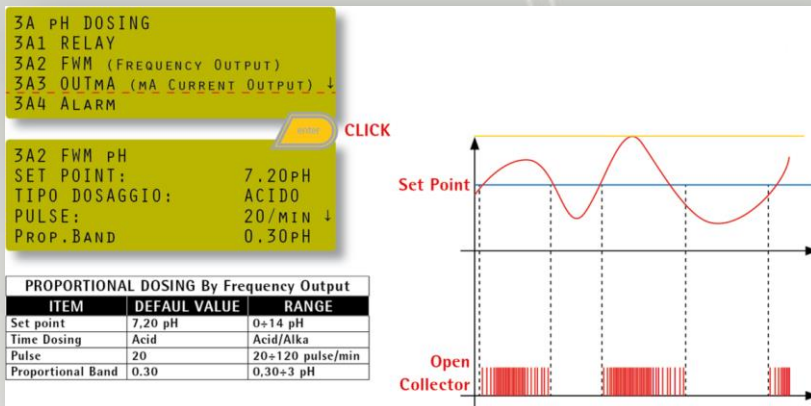 3A pH DOSING
3A1 RELAY
3A2 FWM (FREQUENCY OUTPUT)
3A3 OUTMA (MA CURRENT OUTPUT) ↓
3A4 ALARM
enter
CLICK
3A2 FWM pH
SET POINT: 7.20pH
TIPO DOSAGGIO: ACIDO
PULSE: 20/MIN ↓
PROP.BAND 0.30pH
PROPORTIONAL DOSING By Frequency Output
ITEM DEFAUL VALUE RANGE
Set point 7,20 pH 0÷14 pH
Time Dosing Acid Acid/Alka
Pulse 20 20÷120 pulse/min
Proportional Band 0.30 0,30÷3 pH
Set Point
Open
Collector